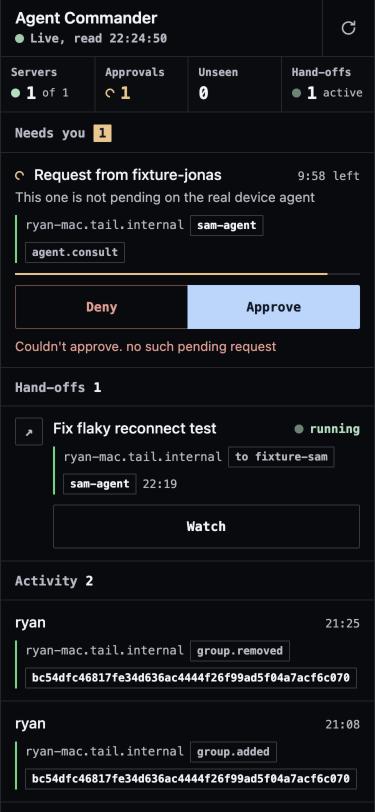 Agent Commander
Live, read 22:24:50
Servers
1 of 1
Approvals
1
Unseen
0
Hand-offs
1 active
Needs you 1
Request from fixture-jonas 9:58 left
This one is not pending on the real device agent
ryan-mac.tail.internal sam-agent
agent.consult
Deny Approve
Couldn't approve. no such pending request
Hand-offs 1
Fix flaky reconnect test running
ryan-mac.tail.internal to fixture-sam
sam-agent 22:19
Watch
Activity 2
ryan 21:25
ryan-mac.tail.internal group.removed
bc54dfc46817fe34d636ac4444f26f99ad5f04a7acf6c070
ryan 21:08
ryan-mac.tail.internal group.added
bc54dfc46817fe34d636ac4444f26f99ad5f04a7acf6c070